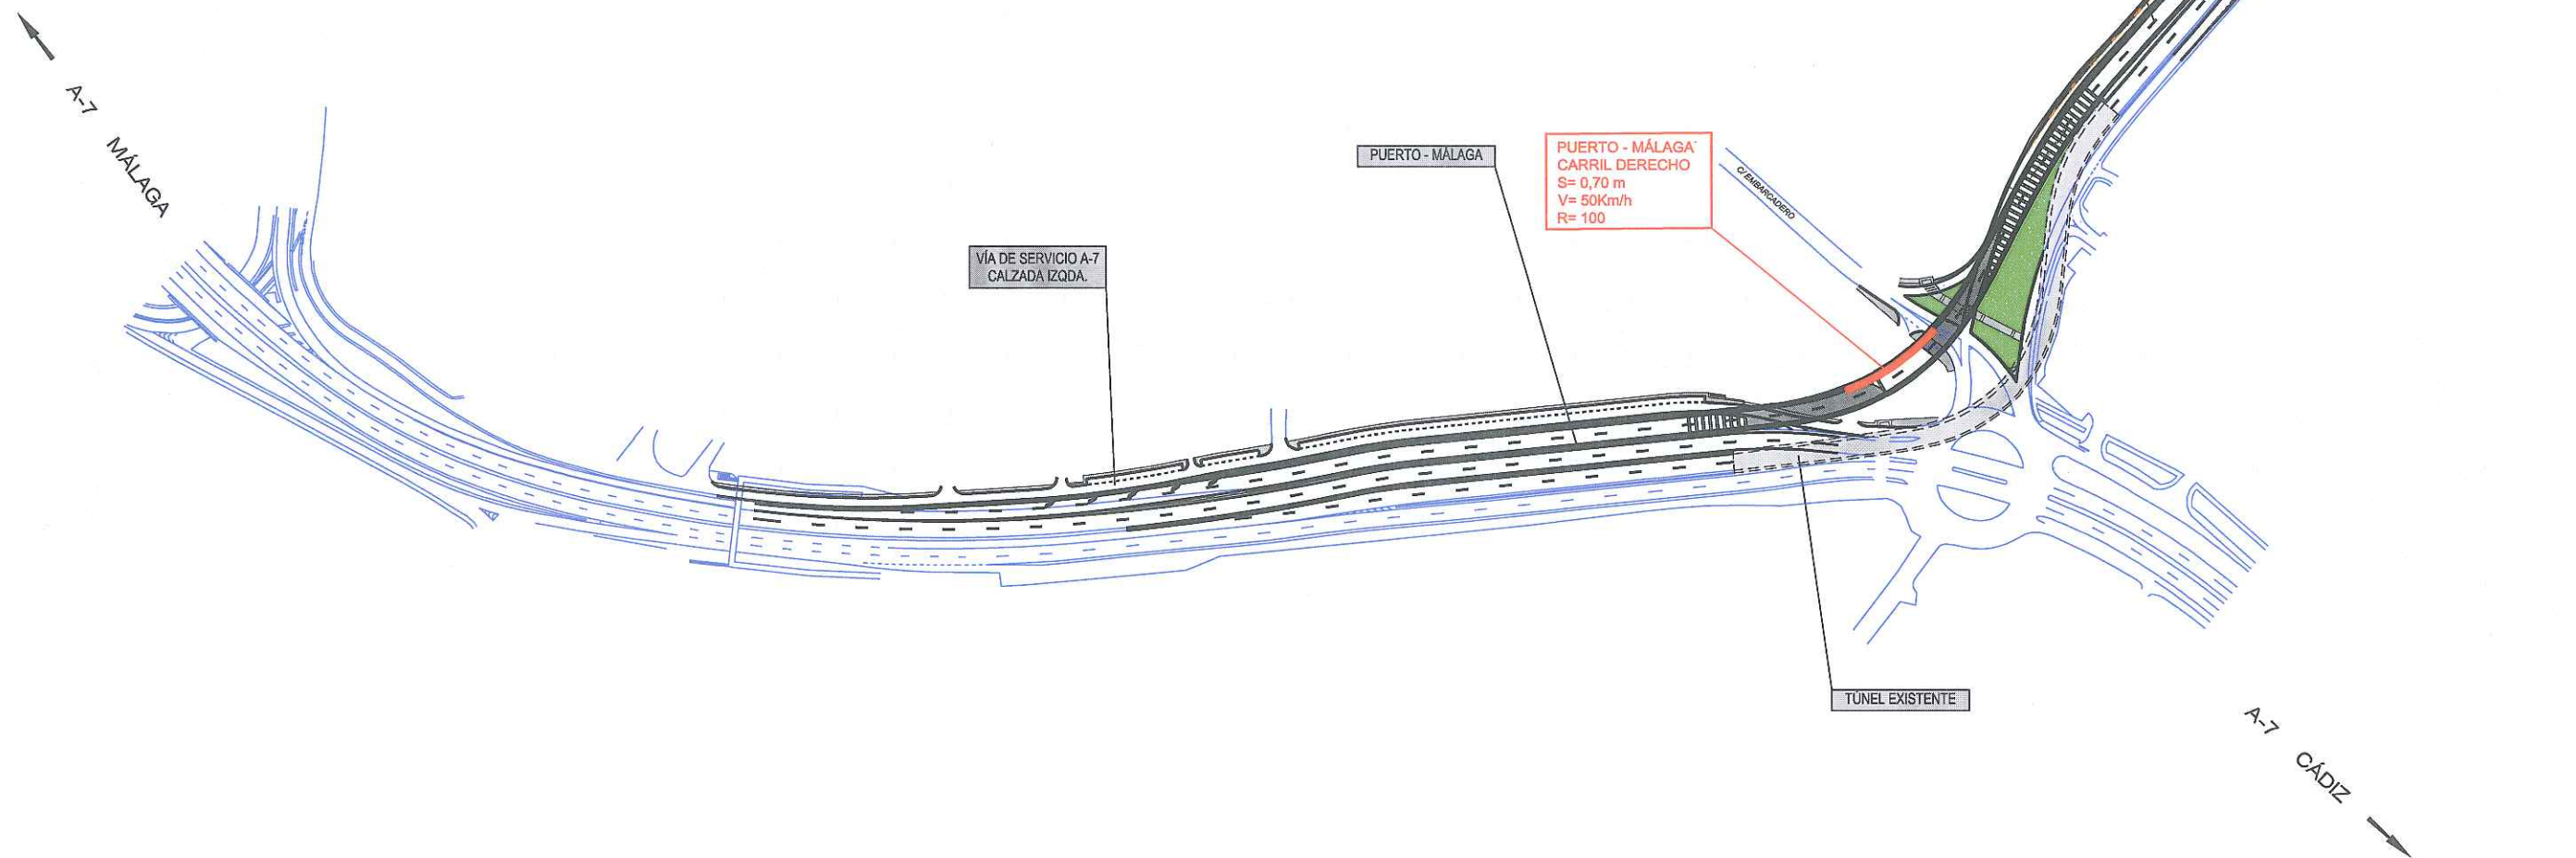 A-7 MÁLAGA
VÍA DE SERVICIO A-7
CALZADA IZQDA.
PUERTO - MÁLAGA
PUERTO - MÁLAGA
CARRIL DERECHO
S= 0,70 m
V= 50Km/h
R= 100
C/ EMBARCADERO
TÚNEL EXISTENTE
A-7 CÁDIZ